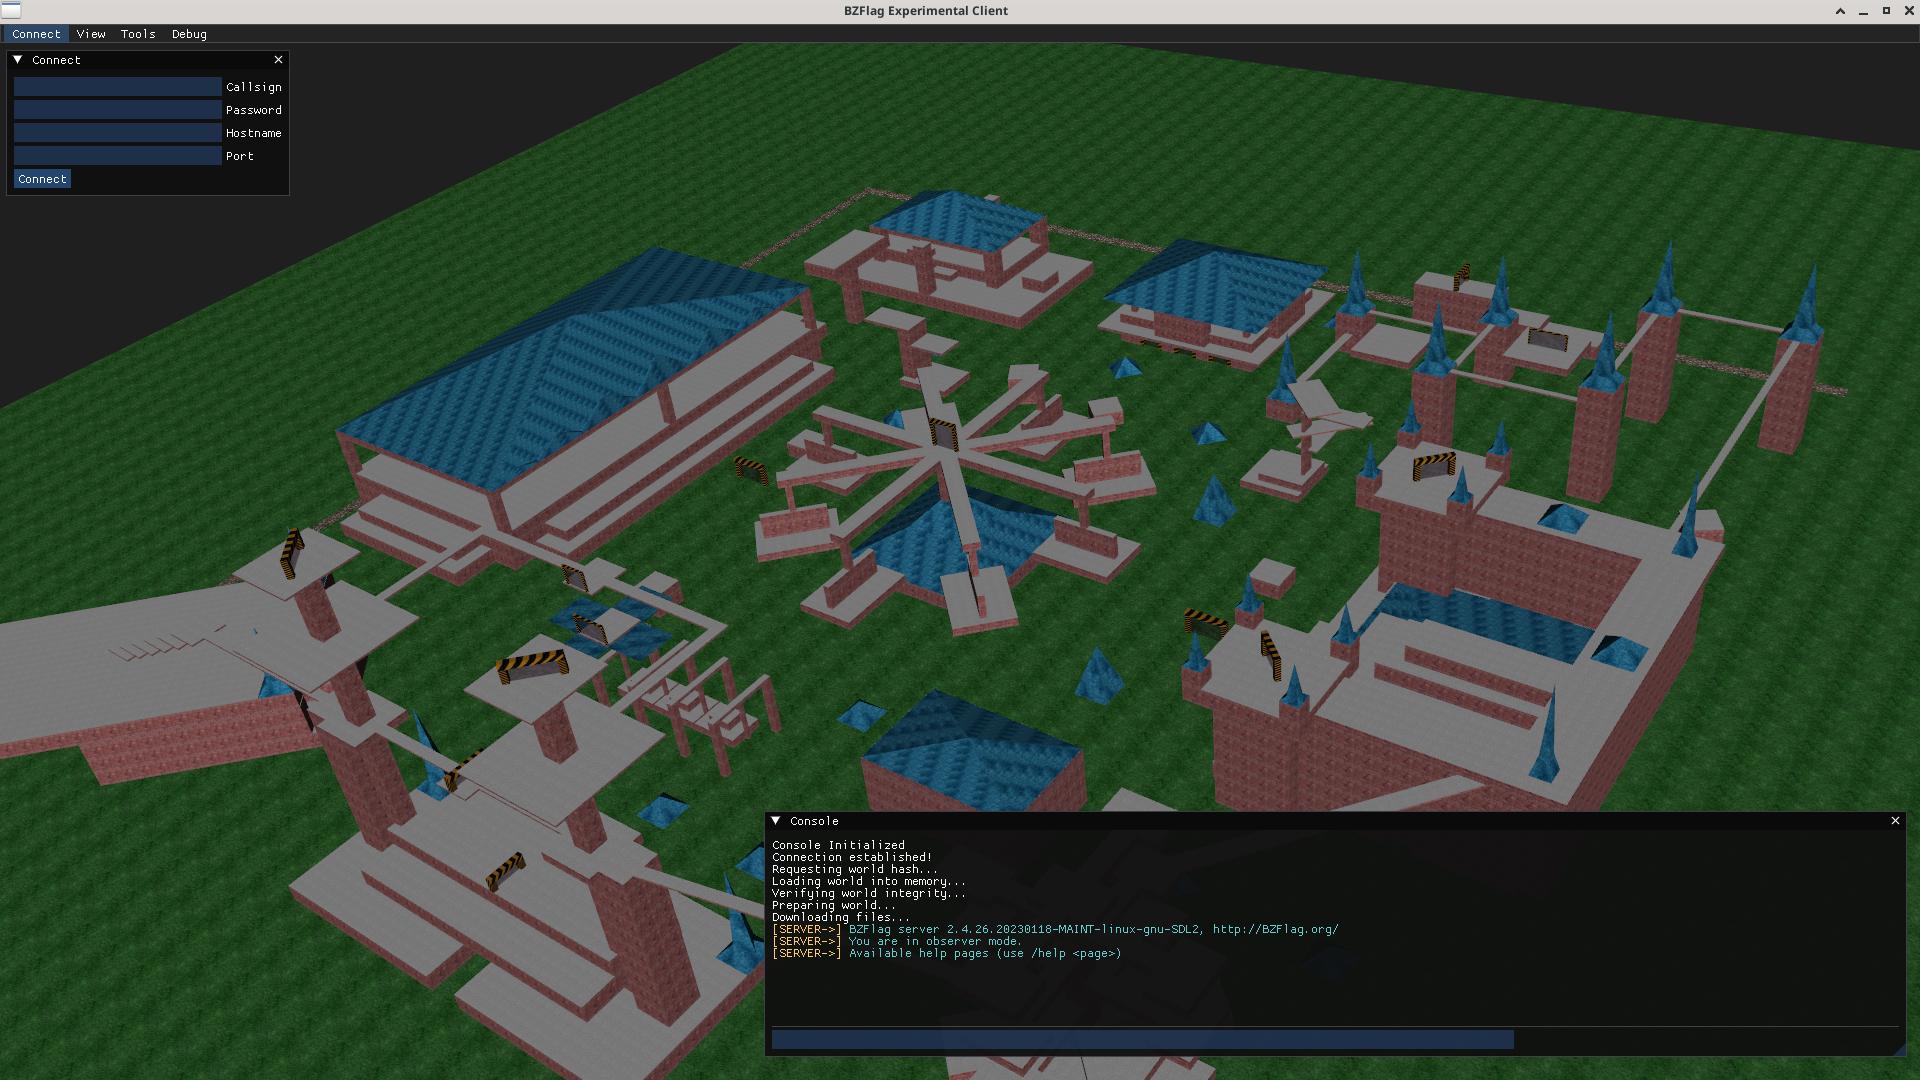 BZFlag Experimental Client
Connect View Tools Debug
Connect
Callsign
Password
Hostname
Port
Connect
Console
Console Initialized
Connection established!
Requesting world hash...
Loading world into memory...
Verifying world integrity...
Preparing world...
Downloading files...
[SERVER->] BZFlag server 2.4.26.20230118-MAINT-linux-gnu-SDL2, http://BZFlag.org/
[SERVER->] You are in observer mode.
[SERVER->] Available help pages (use /help <page>)